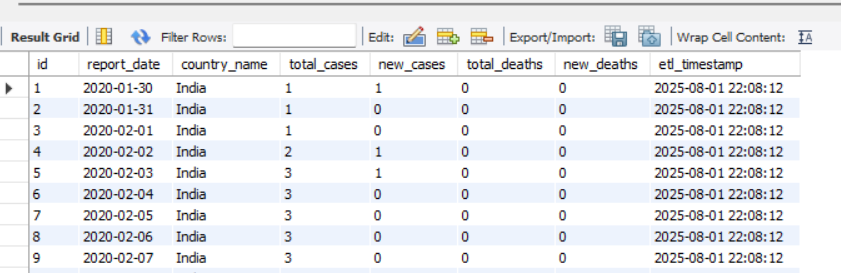 Result Grid Filter Rows: Edit: Export/Import: Wrap Cell Content: IA
id report_date country_name total_cases new_cases total_deaths new_deaths etl_timestamp
1 2020-01-30 India 1 1 0 0 2025-08-01 22:08:12
2 2020-01-31 India 1 0 0 0 2025-08-01 22:08:12
3 2020-02-01 India 1 0 0 0 2025-08-01 22:08:12
4 2020-02-02 India 2 1 0 0 2025-08-01 22:08:12
5 2020-02-03 India 3 1 0 0 2025-08-01 22:08:12
6 2020-02-04 India 3 0 0 0 2025-08-01 22:08:12
7 2020-02-05 India 3 0 0 0 2025-08-01 22:08:12
8 2020-02-06 India 3 0 0 0 2025-08-01 22:08:12
9 2020-02-07 India 3 0 0 0 2025-08-01 22:08:12